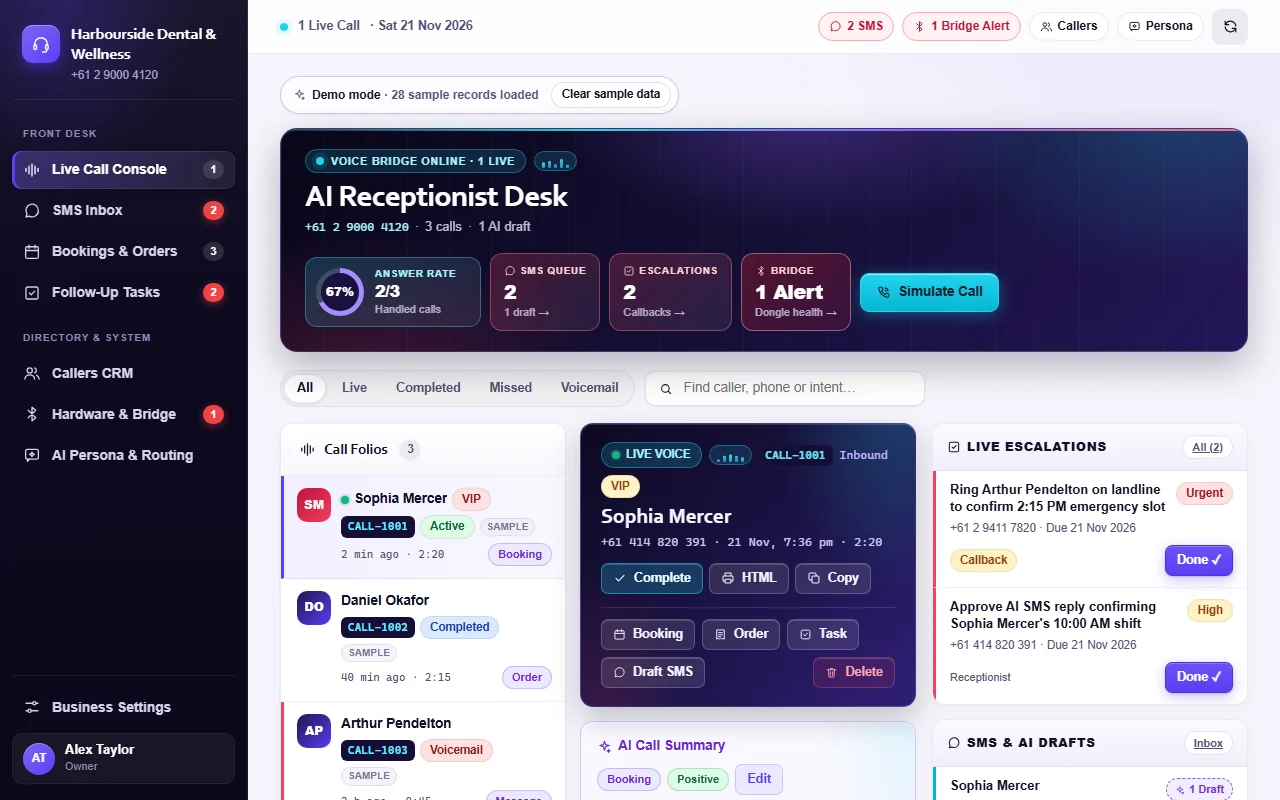 Harbourside Dental &
Wellness
+61 2 9000 4120
FRONT DESK
Live Call Console 1
SMS Inbox 2
Bookings & Orders 3
Follow-Up Tasks 2
DIRECTORY & SYSTEM
Callers CRM
Hardware & Bridge 1
AI Persona & Routing
Business Settings
AT
Alex Taylor
Owner
1 Live Call · Sat 21 Nov 2026
2 SMS
1 Bridge Alert
Callers
Persona
Demo mode · 28 sample records loaded
Clear sample data
VOICE BRIDGE ONLINE · 1 LIVE
AI Receptionist Desk
+61 2 9000 4120 · 3 calls · 1 AI draft
67%
ANSWER RATE
2/3
Handled calls
SMS QUEUE
2
1 draft →
ESCALATIONS
2
Callbacks →
BRIDGE
1 Alert
Dongle health →
Simulate Call
All
Live
Completed
Missed
Voicemail
Find caller, phone or intent…
Call Folios 3
SM
Sophia Mercer VIP
CALL-1001 Active SAMPLE
2 min ago · 2:20 Booking
DO
Daniel Okafor
CALL-1002 Completed
SAMPLE
40 min ago · 2:15 Order
AP
Arthur Pendelton
CALL-1003 Voicemail
SAMPLE
LIVE VOICE CALL-1001 Inbound
VIP
Sophia Mercer
+61 414 820 391 · 21 Nov, 7:36 pm · 2:20
Complete
HTML
Copy
Booking
Order
Task
Draft SMS
Delete
AI Call Summary
Booking Positive Edit
LIVE ESCALATIONS All (2)
Ring Arthur Pendelton on landline
to confirm 2:15 PM emergency slot
Urgent
+61 2 9411 7820 · Due 21 Nov 2026
Callback
Done ✓
Approve AI SMS reply confirming
Sophia Mercer's 10:00 AM shift
High
+61 414 820 391 · Due 21 Nov 2026
Receptionist
Done ✓
SMS & AI DRAFTS Inbox
Sophia Mercer 1 Draft